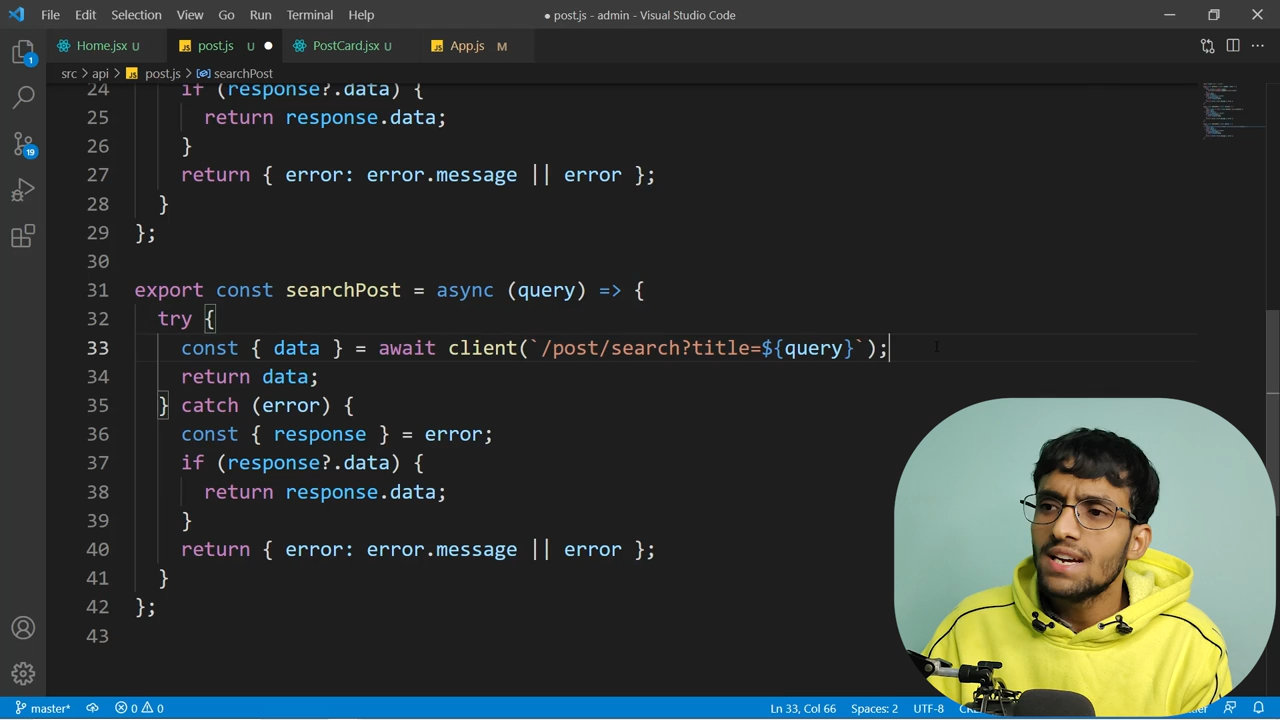 File Edit Selection View Go Run Terminal Help
● post.js - admin - Visual Studio Code
Home.jsx U
post.js U
PostCard.jsx U
App.js M
src > api > post.js > searchPost
24 if (response?.data) {
25 return response.data;
26 }
27 return { error: error.message || error };
28 }
29 };
30
31 export const searchPost = async (query) => {
32 try {
33 const { data } = await client(`/post/search?title=${query}`);
34 return data;
35 } catch (error) {
36 const { response } = error;
37 if (response?.data) {
38 return response.data;
39 }
40 return { error: error.message || error };
41 }
42 };
43
1
19
master* 0 0 Ln 33, Col 66 Spaces: 2 UTF-8